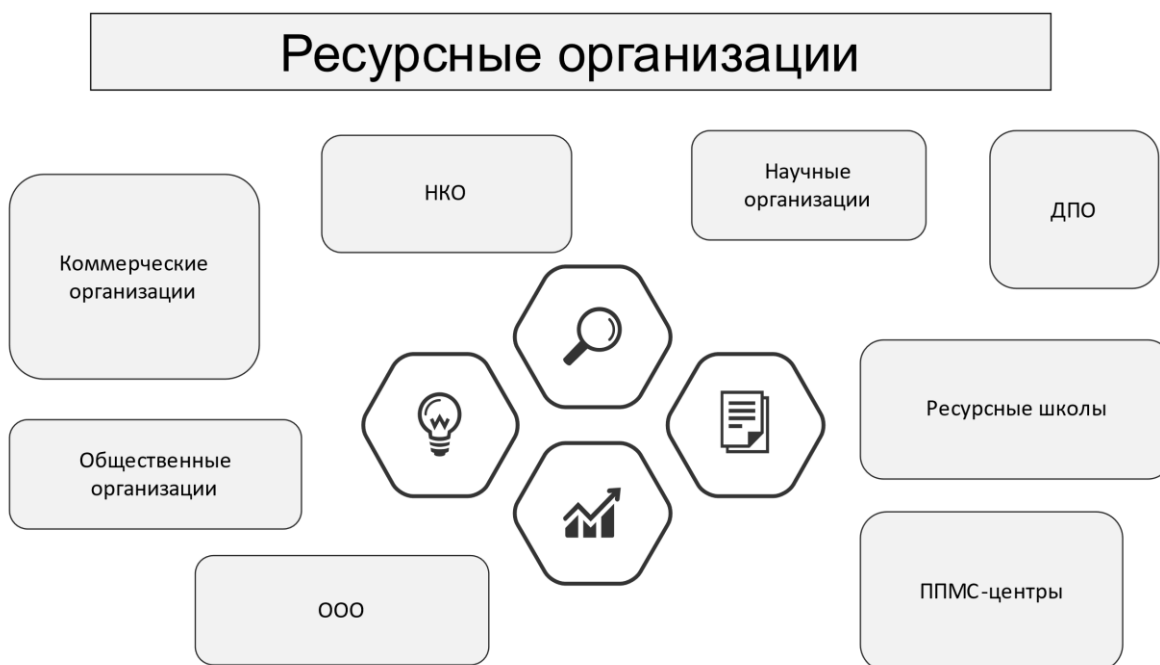 Ресурсные организации
НКО
Научные
организации
ДПО
Коммерческие
организации
Ресурсные школы
Общественные
организации
ППМС-центры
ООО